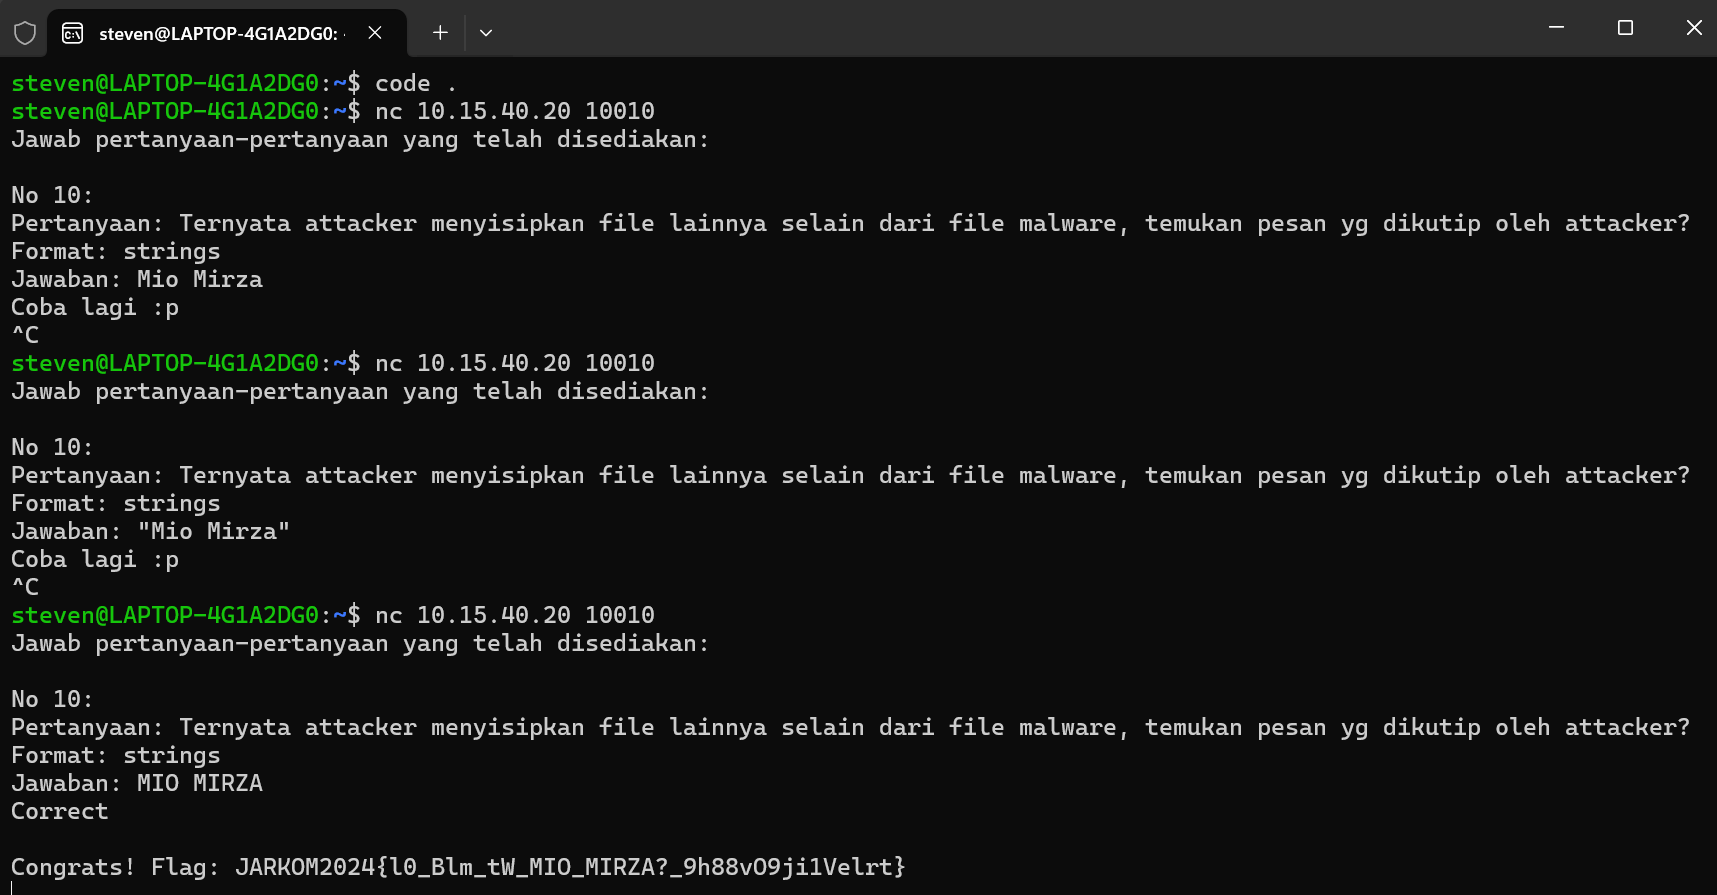 steven@LAPTOP-4G1A2DG0: ~
steven@LAPTOP-4G1A2DG0:~$ code .
steven@LAPTOP-4G1A2DG0:~$ nc 10.15.40.20 10010
Jawab pertanyaan-pertanyaan yang telah disediakan:
No 10:
Pertanyaan: Ternyata attacker menyisipkan file lainnya selain dari file malware, temukan pesan yg dikutip oleh attacker?
Format: strings
Jawaban: Mio Mirza
Coba lagi :p
^C
steven@LAPTOP-4G1A2DG0:~$ nc 10.15.40.20 10010
Jawab pertanyaan-pertanyaan yang telah disediakan:
No 10:
Pertanyaan: Ternyata attacker menyisipkan file lainnya selain dari file malware, temukan pesan yg dikutip oleh attacker?
Format: strings
Jawaban: "Mio Mirza"
Coba lagi :p
^C
steven@LAPTOP-4G1A2DG0:~$ nc 10.15.40.20 10010
Jawab pertanyaan-pertanyaan yang telah disediakan:
No 10:
Pertanyaan: Ternyata attacker menyisipkan file lainnya selain dari file malware, temukan pesan yg dikutip oleh attacker?
Format: strings
Jawaban: MIO MIRZA
Correct
Congrats! Flag: JARKOM2024{l0_Blm_tW_MIO_MIRZA?_9h88vO9ji1Velrt}